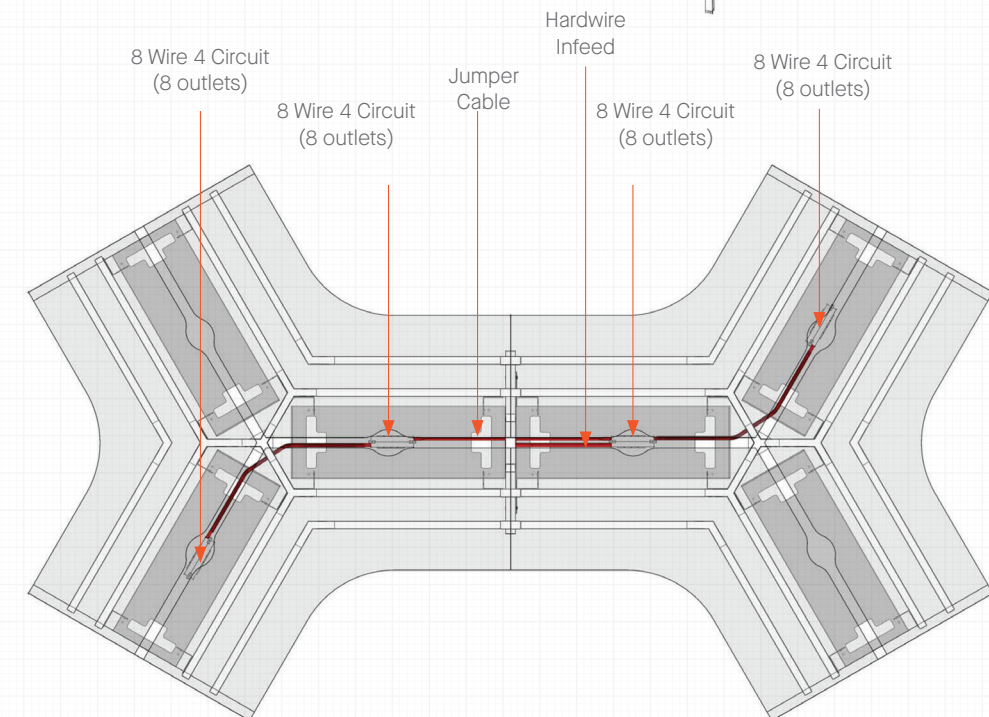 Hardwire
Infeed
8 Wire 4 Circuit
(8 outlets)
8 Wire 4 Circuit
(8 outlets)
Jumper
Cable
8 Wire 4 Circuit
(8 outlets)
8 Wire 4 Circuit
(8 outlets)